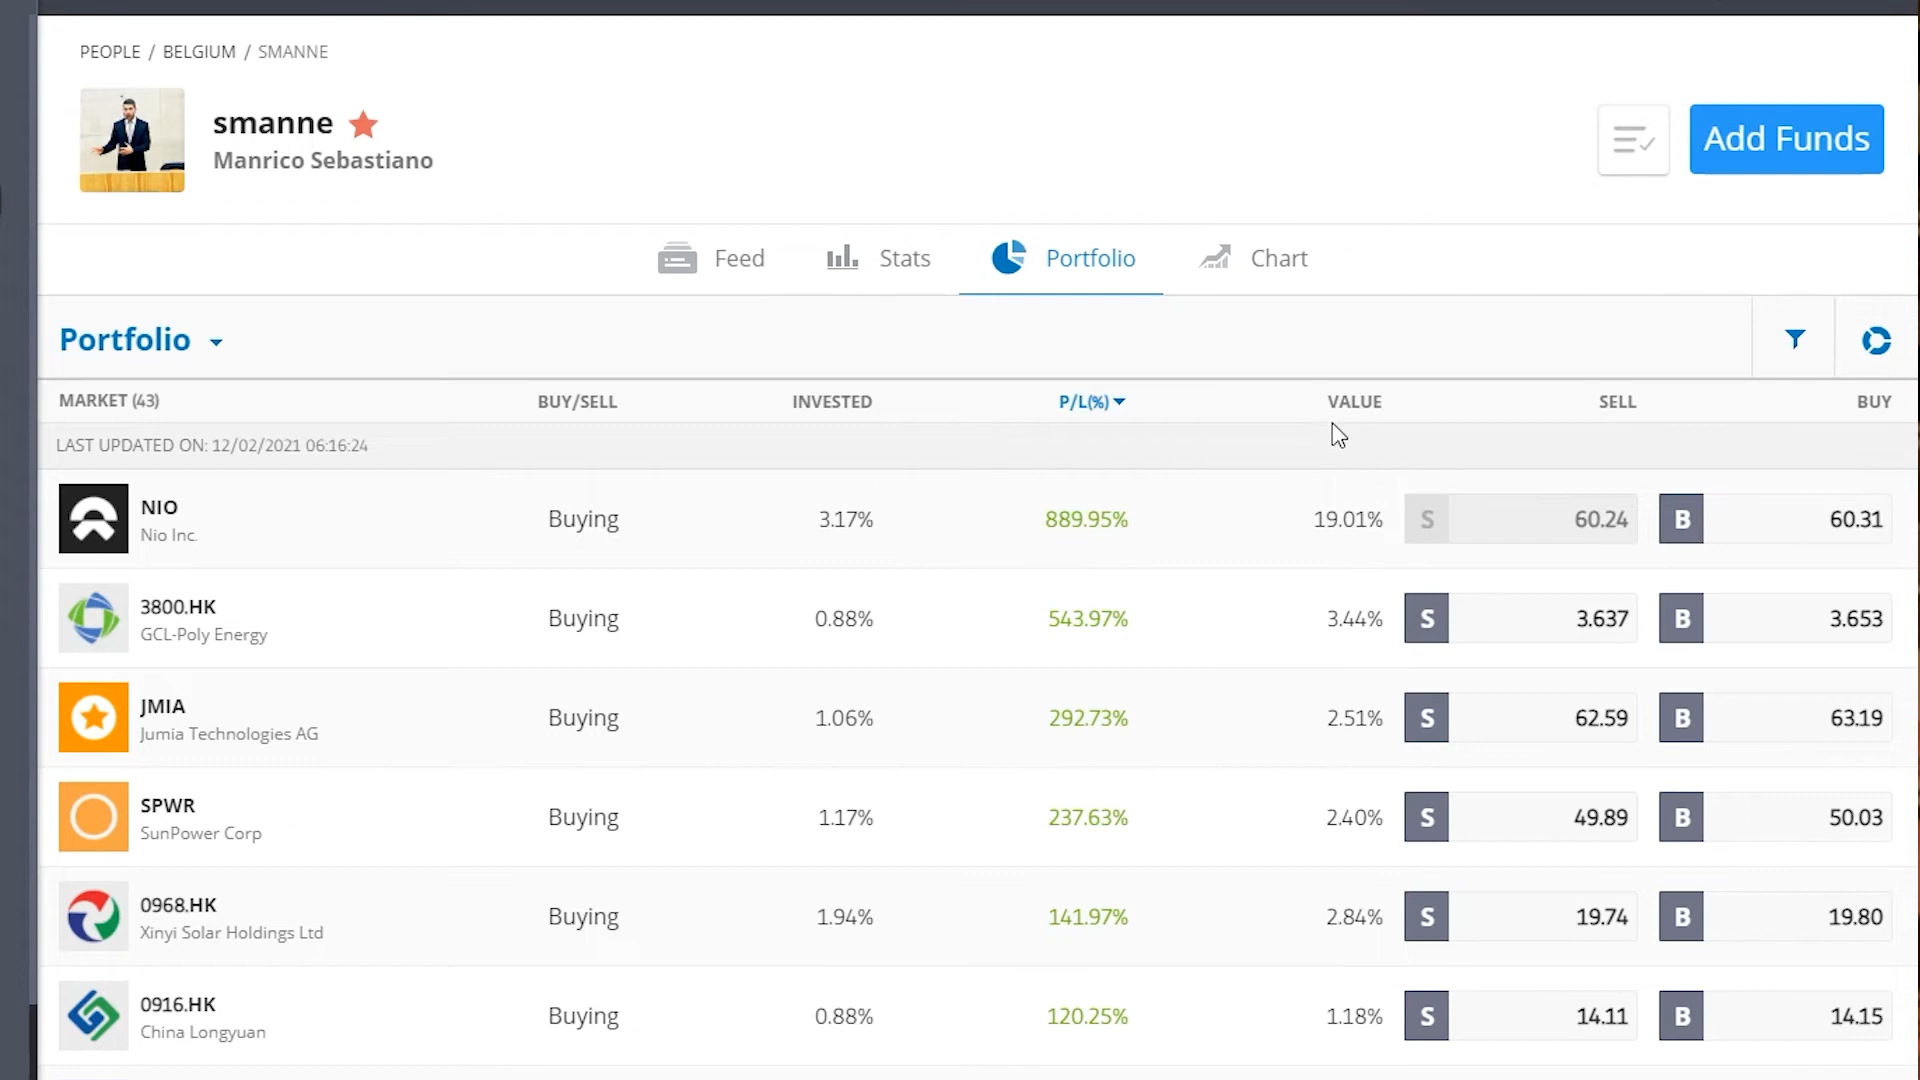 PEOPLE / BELGIUM / SMANNE
smanne
Manrico Sebastiano
Add Funds
Feed
Stats
Portfolio
Chart
Portfolio
MARKET (43) BUY/SELL INVESTED P/L(%) VALUE SELL BUY
LAST UPDATED ON: 12/02/2021 06:16:24
NIO
Nio Inc.
Buying 3.17% 889.95% 19.01% S 60.24 B 60.31
3800.HK
GCL-Poly Energy
Buying 0.88% 543.97% 3.44% S 3.637 B 3.653
JMIA
Jumia Technologies AG
Buying 1.06% 292.73% 2.51% S 62.59 B 63.19
SPWR
SunPower Corp
Buying 1.17% 237.63% 2.40% S 49.89 B 50.03
0968.HK
Xinyi Solar Holdings Ltd
Buying 1.94% 141.97% 2.84% S 19.74 B 19.80
0916.HK
China Longyuan
Buying 0.88% 120.25% 1.18% S 14.11 B 14.15